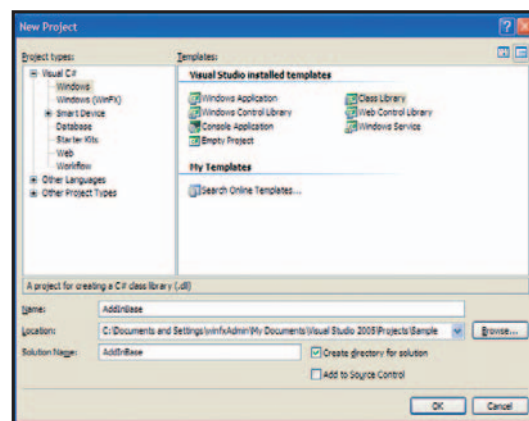 New Project
Project types:
Templates:
Visual C#
Windows
Windows (WinFX)
Smart Device
Database
Starter Kits
Web
Workflow
Other Languages
Other Project Types
Visual Studio installed templates
Windows Application
Class Library
Windows Control Library
Web Control Library
Console Application
Windows Service
Empty Project
My Templates
Search Online Templates...
A project for creating a C# class library (.dll)
Name: AddInBase
Location: C:\Documents and Settings\winfxAdmin\My Documents\Visual Studio 2005\Projects\Sample Browse...
Solution Name: AddInBase Create directory for solution
Add to Source Control
OK Cancel